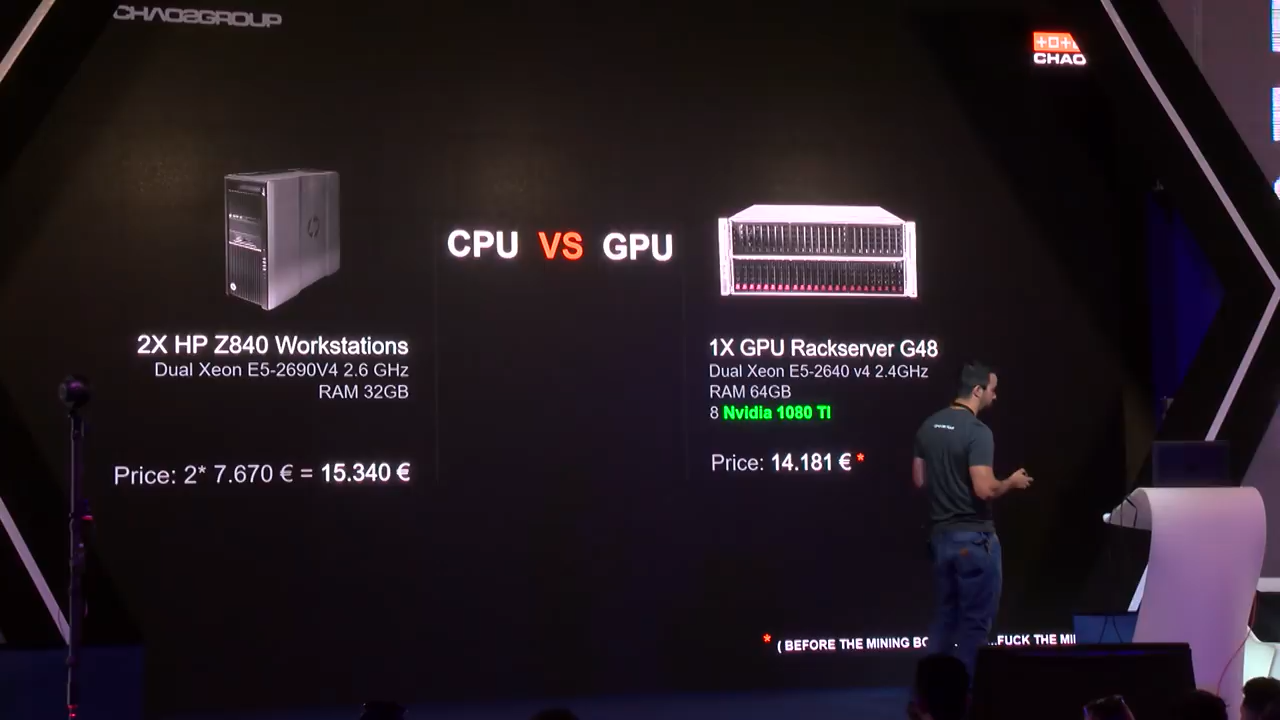 CHAOSGROUP
CHAO
CPU VS GPU
2X HP Z840 Workstations
Dual Xeon E5-2690V4 2.6 GHz
RAM 32GB
Price: 2* 7.670 € = 15.340 €
1X GPU Rackserver G48
Dual Xeon E5-2640 v4 2.4GHz
RAM 64GB
8 Nvidia 1080 TI
Price: 14.181 € *
* ( BEFORE THE MINING ...FUCK THE